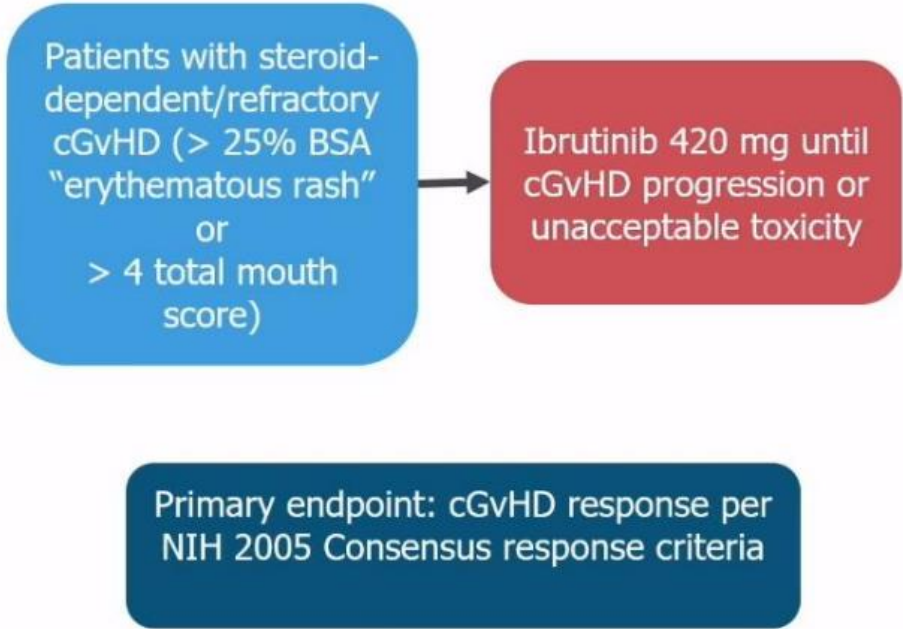 Patients with steroid-
dependent/refractory
cGvHD (> 25% BSA
“erythematous rash”
or
> 4 total mouth
score)
Ibrutinib 420 mg until
cGvHD progression or
unacceptable toxicity
Primary endpoint: cGvHD response per
NIH 2005 Consensus response criteria